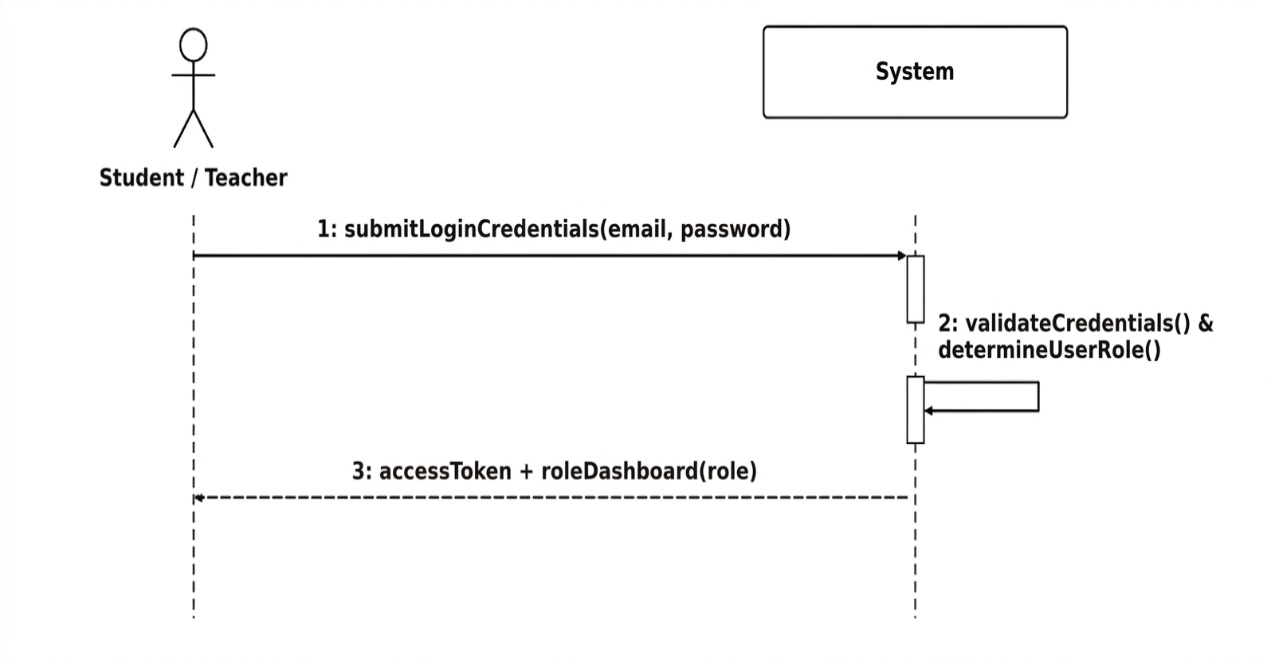 System
Student / Teacher
1: submitLoginCredentials(email, password)
2: validateCredentials() &
determineUserRole()
3: accessToken + roleDashboard(role)